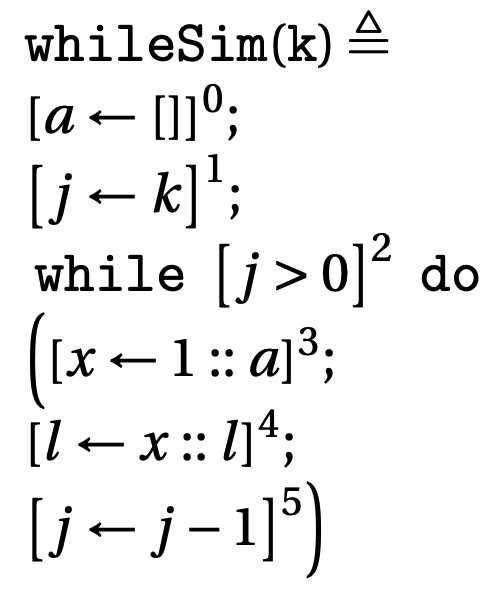 whileSim(k) ≜
[a ← []]⁰;
[j ← k]¹;
while [j > 0]² do
([x ← 1 :: a]³;
[l ← x :: l]⁴;
[j ← j − 1]⁵)